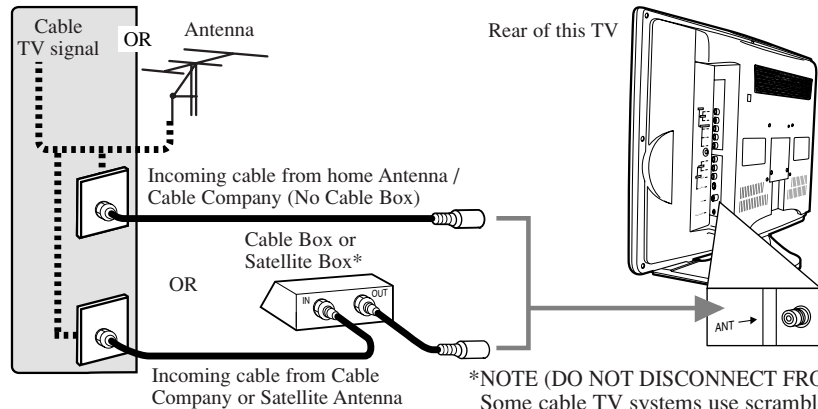 Cable
TV signal
OR
Antenna
Rear of this TV
Incoming cable from home Antenna /
Cable Company (No Cable Box)
Cable Box or
Satellite Box*
OR
IN
OUT
ANT
Incoming cable from Cable
Company or Satellite Antenna
*NOTE (DO NOT DISCONNECT FRO
Some cable TV systems use scrambl